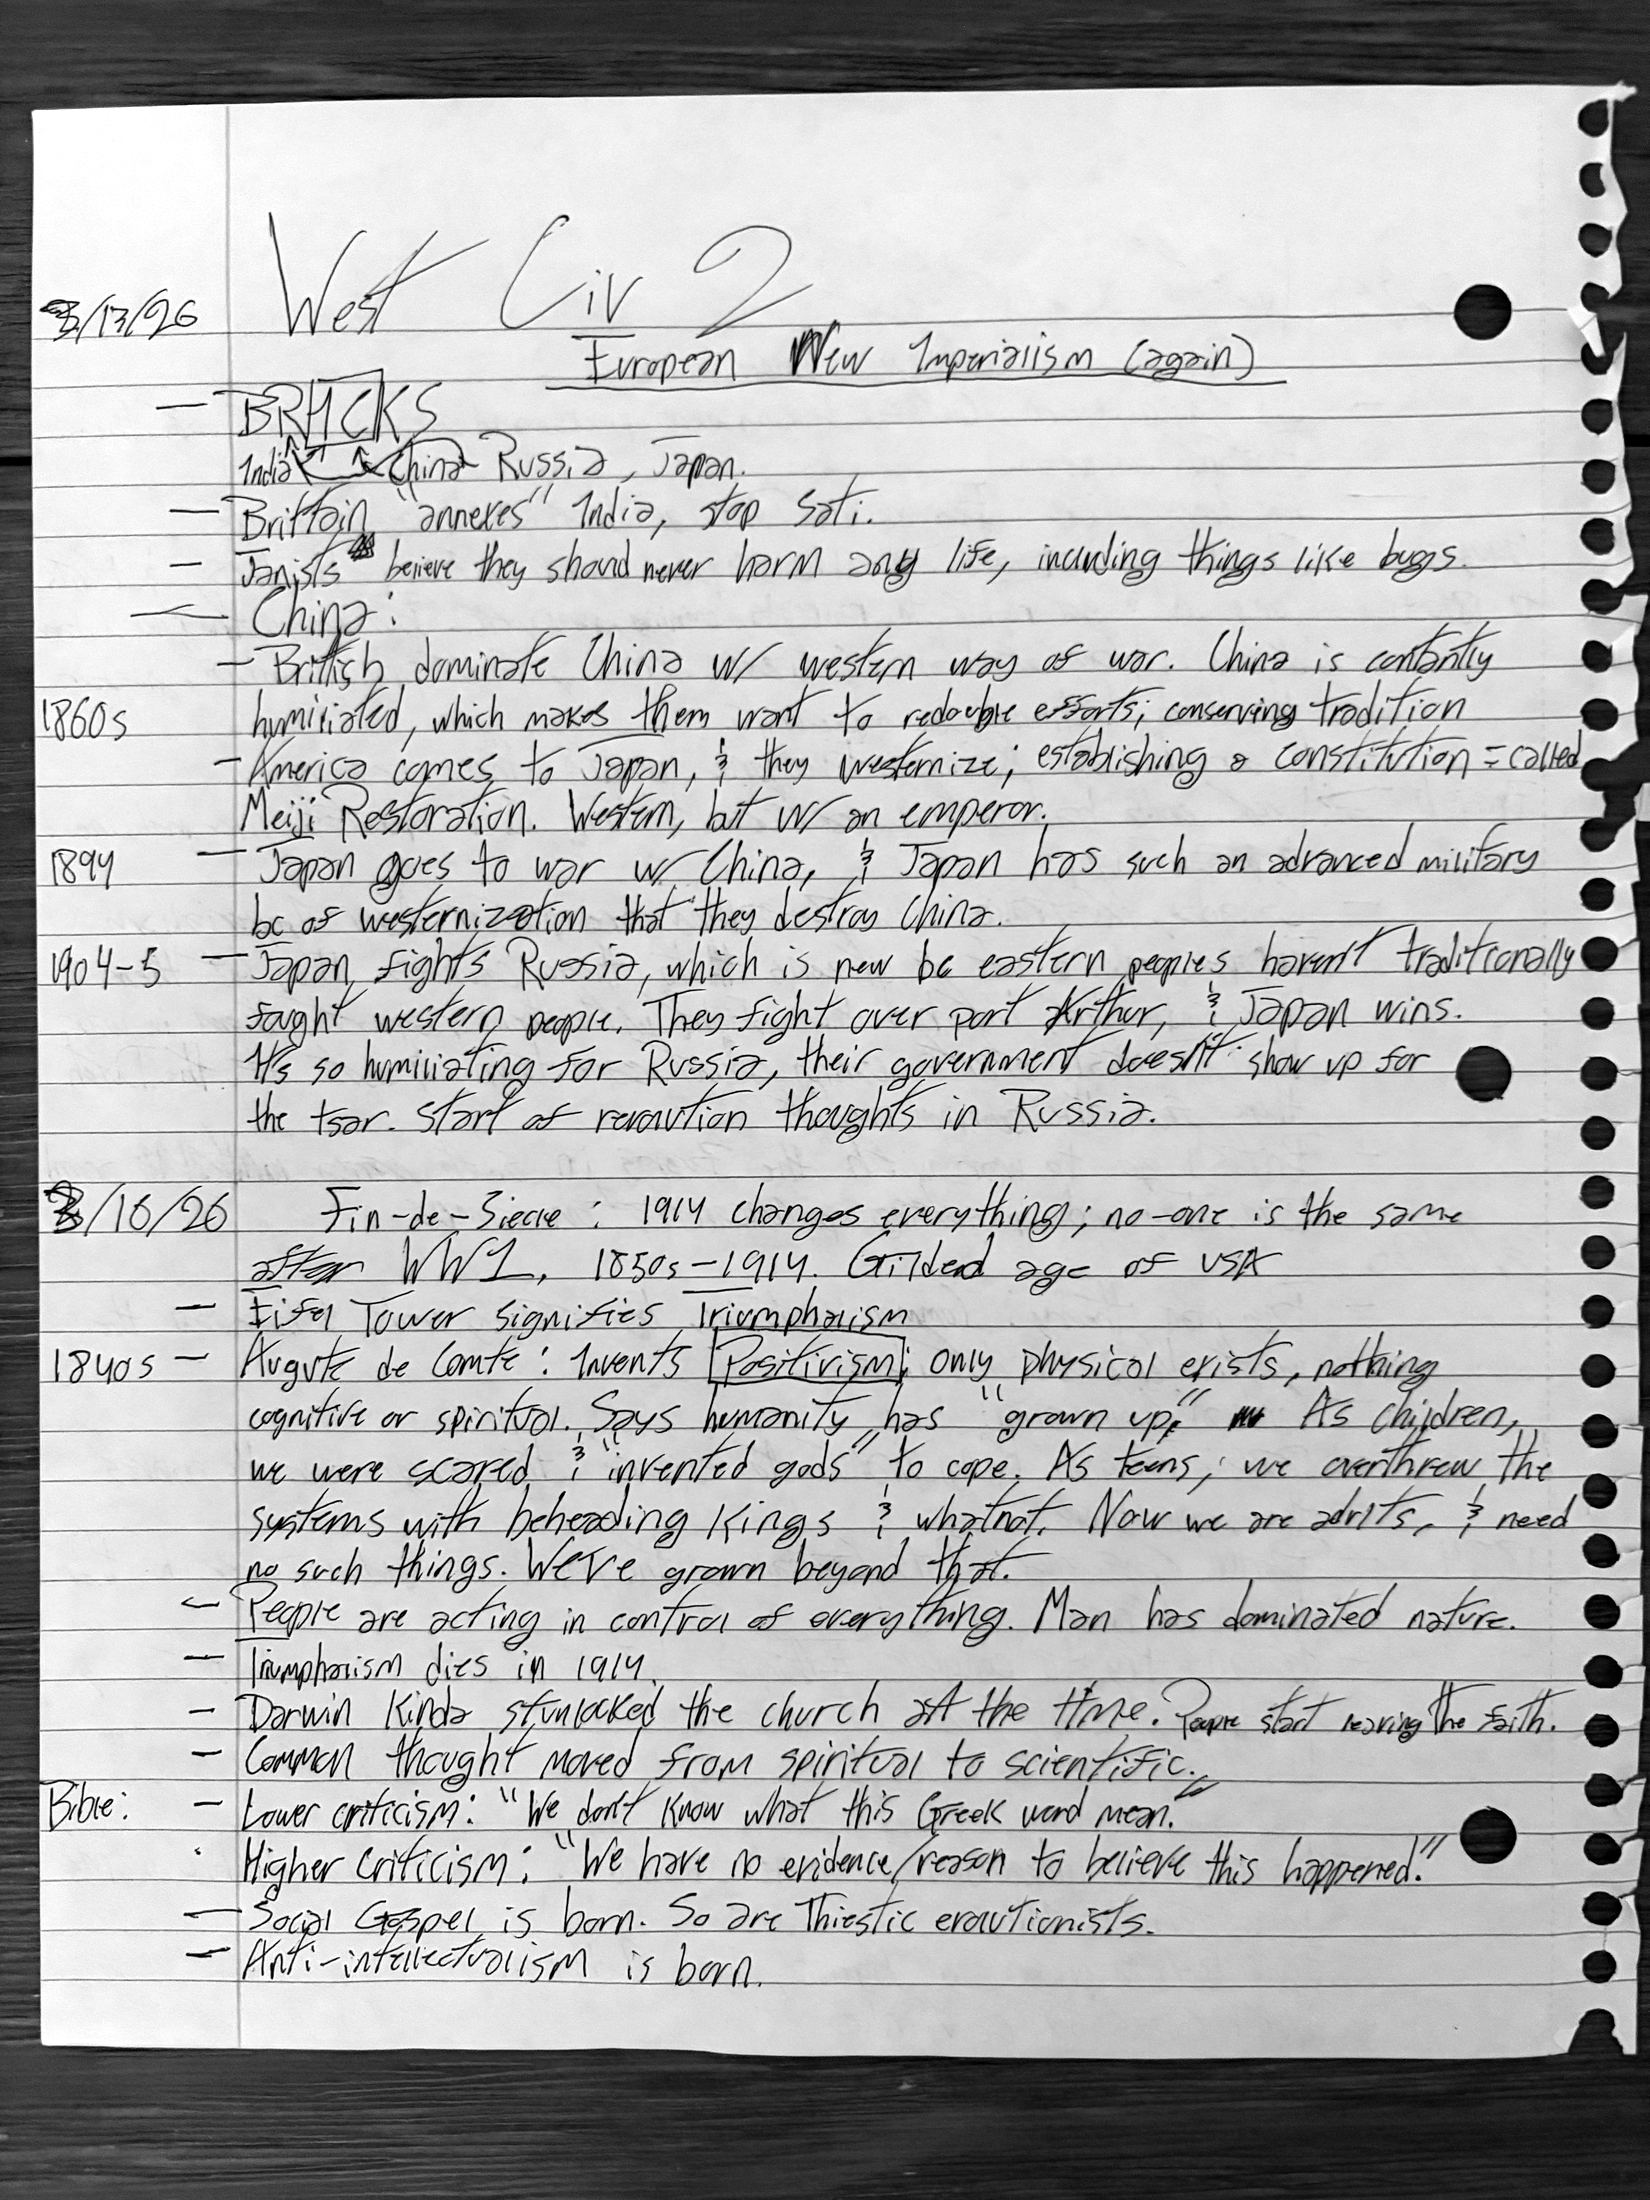 West Civ 2
3/13/26
European New Imperialism (again)
— BRICKS
India China Russia, Japan.
— Brittain "annexes" India, stop Sati.
— Janists believe they should never harm any life, including things like bugs.
— China:
— British dominate China w/ western way of war. China is contantly
1860s humiliated, which makes them want to redouble efforts; conserving tradition
— America comes to Japan, & they westernize; establishing a constitution = called
Meiji Restoration. Western, but w/ an emperor.
1894 — Japan goes to war w/ China, & Japan has such an advanced military
bc of westernization that they destroy China.
1904-5 — Japan fights Russia, which is new bc eastern peoples haven't traditionally
fought western people. They fight over port Arthur, & Japan wins.
It's so humiliating for Russia, their government doesn't show up for
the tsar. Start of revolution thoughts in Russia.
3/16/26 Fin-de-Siecle : 1914 changes everything; no-one is the same
after WW1. 1850s-1914. Gilded age of USA
— Eifel Tower signifies Triumphalism
1840s — Augute de Comte: Invents Positivism; only physical exists, nothing
cognitive or spiritual. Says humanity has "grown up." As children,
we were scared & "invented gods" to cope. As teens, we overthrew the
systems with beheading Kings & whatnot. Now we are adults, & need
no such things. We've grown beyond that.
— People are acting in control of everything. Man has dominated nature.
— Triumphalism dies in 1914.
— Darwin kinda stunlocked the church at the time. People start leaving the faith.
— Common thought moved from spiritual to scientific.
Bible: — Lower criticism: "We don't know what this Greek word mean."
Higher criticism: "We have no evidence/reason to believe this happened."
— Social Gospel is born. So are Thiestic evolutionists.
— Anti-intellectualism is born.